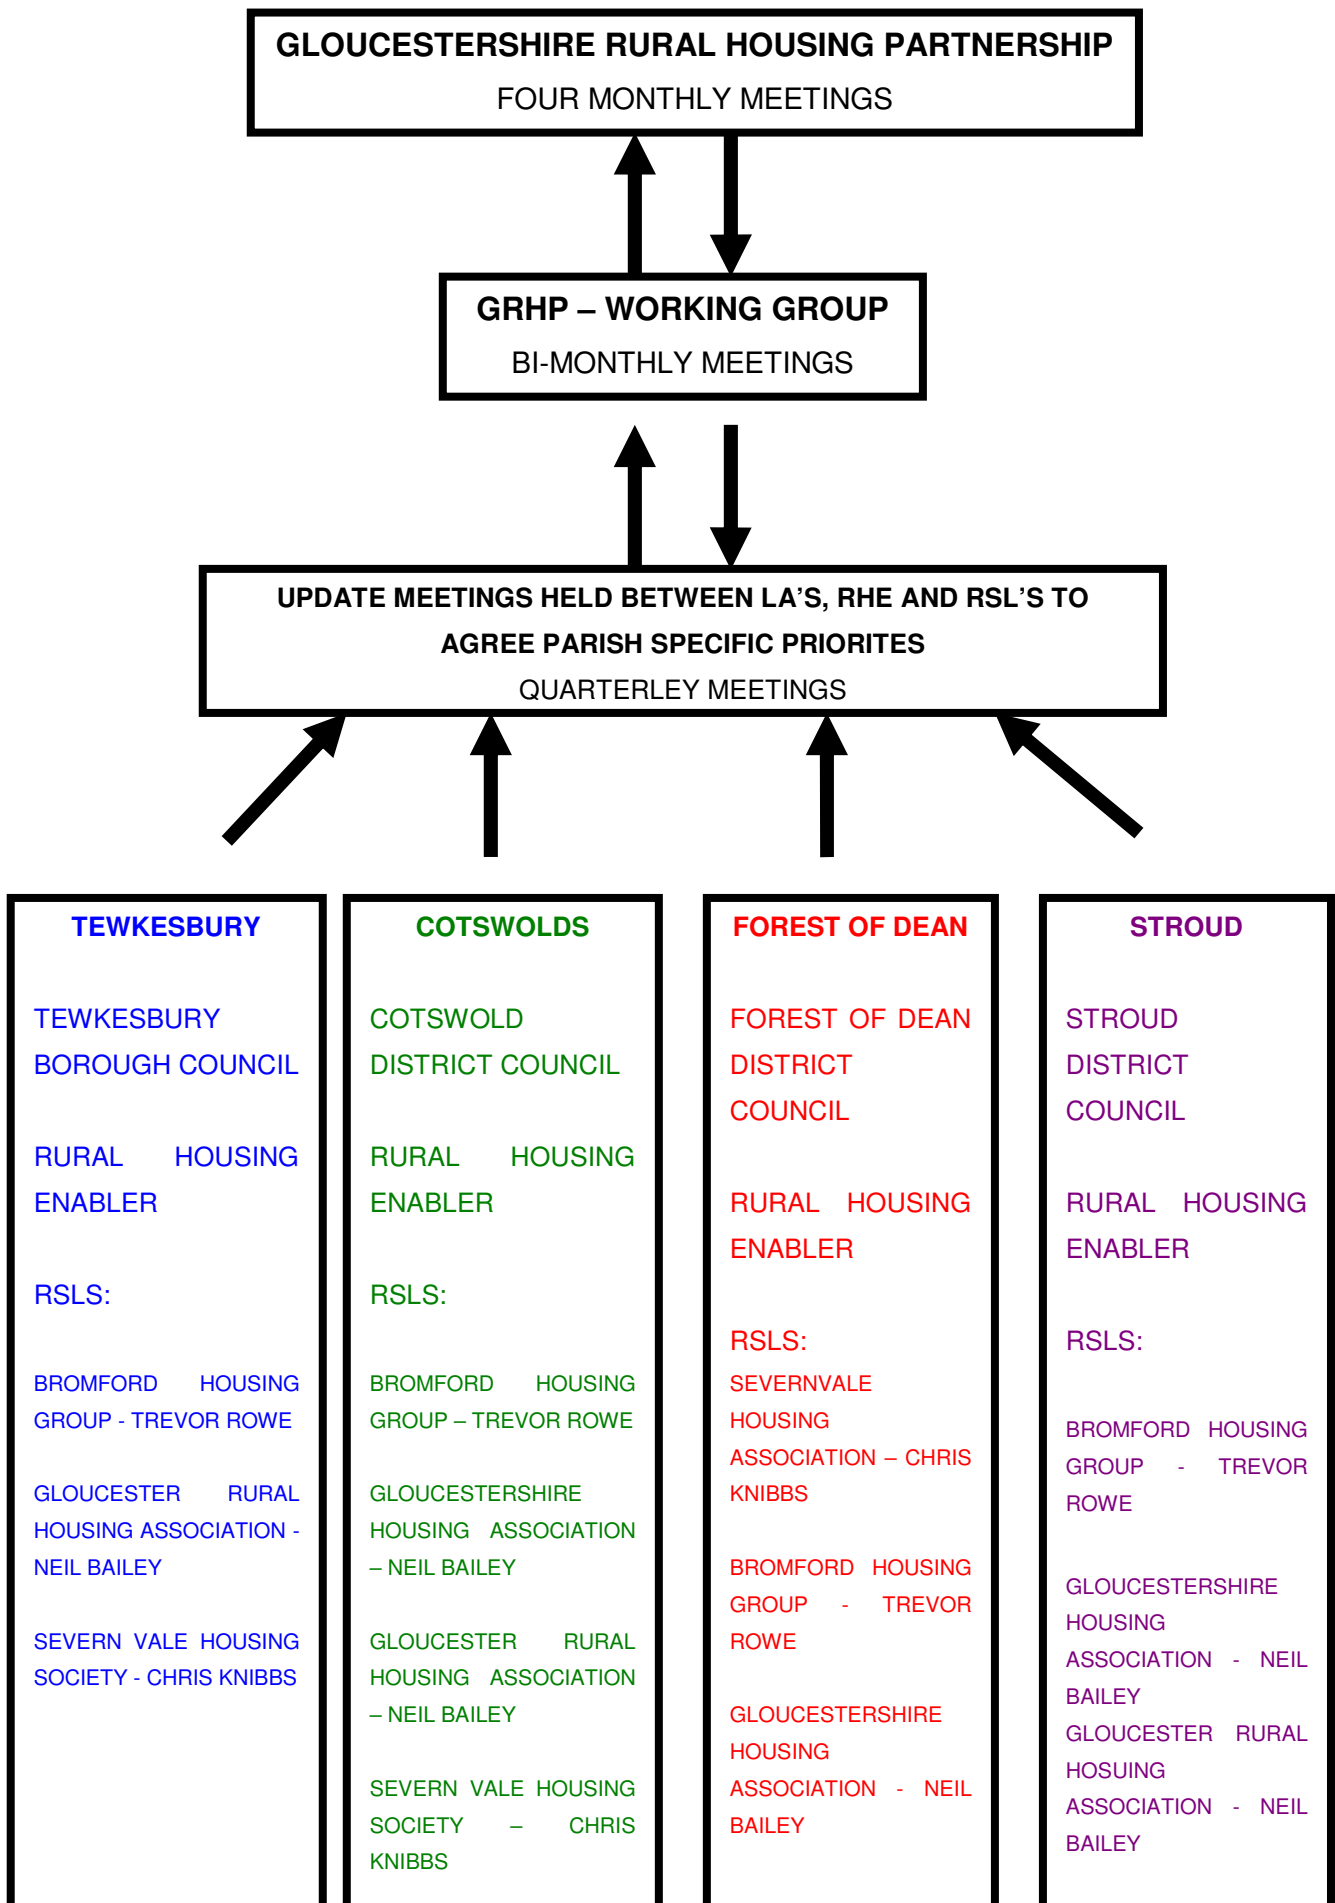 GLOUCESTERSHIRE RURAL HOUSING PARTNERSHIP
FOUR MONTHLY MEETINGS
GRHP – WORKING GROUP
BI-MONTHLY MEETINGS
UPDATE MEETINGS HELD BETWEEN LA'S, RHE AND RSL'S TO
AGREE PARISH SPECIFIC PRIORITES
QUARTERLEY MEETINGS
TEWKESBURY
TEWKESBURY
BOROUGH COUNCIL
RURAL HOUSING
ENABLER
RSLS:
BROMFORD HOUSING
GROUP - TREVOR ROWE
GLOUCESTER RURAL
HOUSING ASSOCIATION -
NEIL BAILEY
SEVERN VALE HOUSING
SOCIETY - CHRIS KNIBBS
COTSWOLDS
COTSWOLD
DISTRICT COUNCIL
RURAL HOUSING
ENABLER
RSLS:
BROMFORD HOUSING
GROUP – TREVOR ROWE
GLOUCESTERSHIRE
HOUSING ASSOCIATION
– NEIL BAILEY
GLOUCESTER RURAL
HOUSING ASSOCIATION
– NEIL BAILEY
SEVERN VALE HOUSING
SOCIETY – CHRIS
KNIBBS
FOREST OF DEAN
FOREST OF DEAN
DISTRICT
COUNCIL
RURAL HOUSING
ENABLER
RSLS:
SEVERNVALE
HOUSING
ASSOCIATION – CHRIS
KNIBBS
BROMFORD HOUSING
GROUP - TREVOR
ROWE
GLOUCESTERSHIRE
HOUSING
ASSOCIATION - NEIL
BAILEY
STROUD
STROUD
DISTRICT
COUNCIL
RURAL HOUSING
ENABLER
RSLS:
BROMFORD HOUSING
GROUP - TREVOR
ROWE
GLOUCESTERSHIRE
HOUSING
ASSOCIATION - NEIL
BAILEY
GLOUCESTER RURAL
HOSUING
ASSOCIATION - NEIL
BAILEY